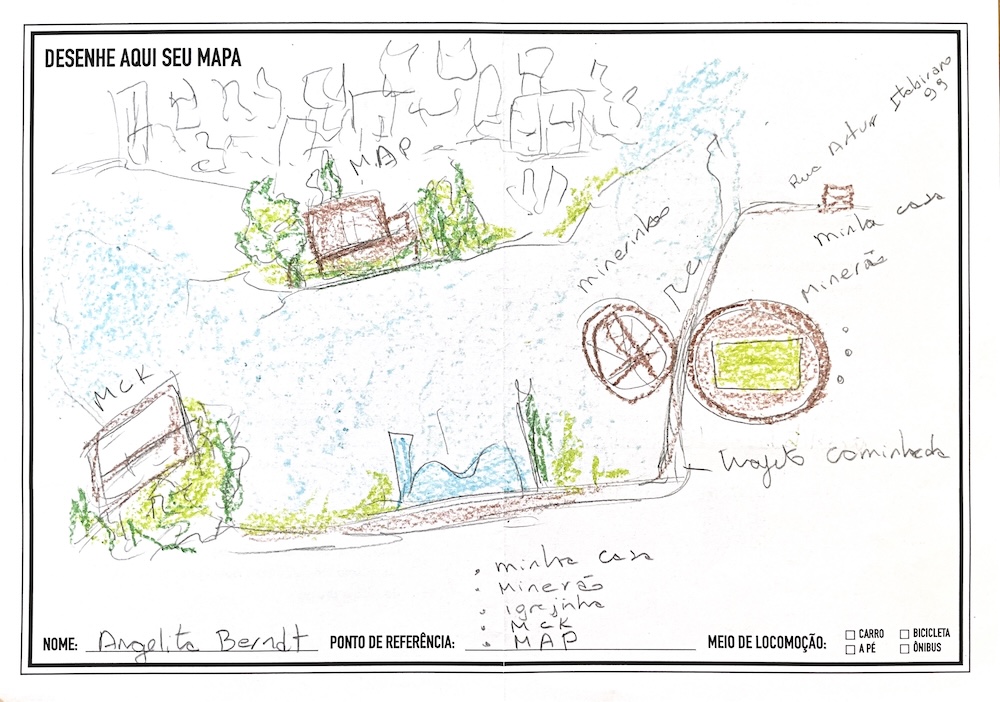 DESENHE AQUI SEU MAPA
MAP
Rua Artur Itabirano
99
minha casa
minerinho
Minerão
MCK
trajeto caminhada
minha casa
Minerão
igrejinha
MCK
MAP
NOME: Angelita Berndt
PONTO DE REFERÊNCIA:
MEIO DE LOCOMOÇÃO:
CARRO
BICICLETA
A PÉ
ÔNIBUS